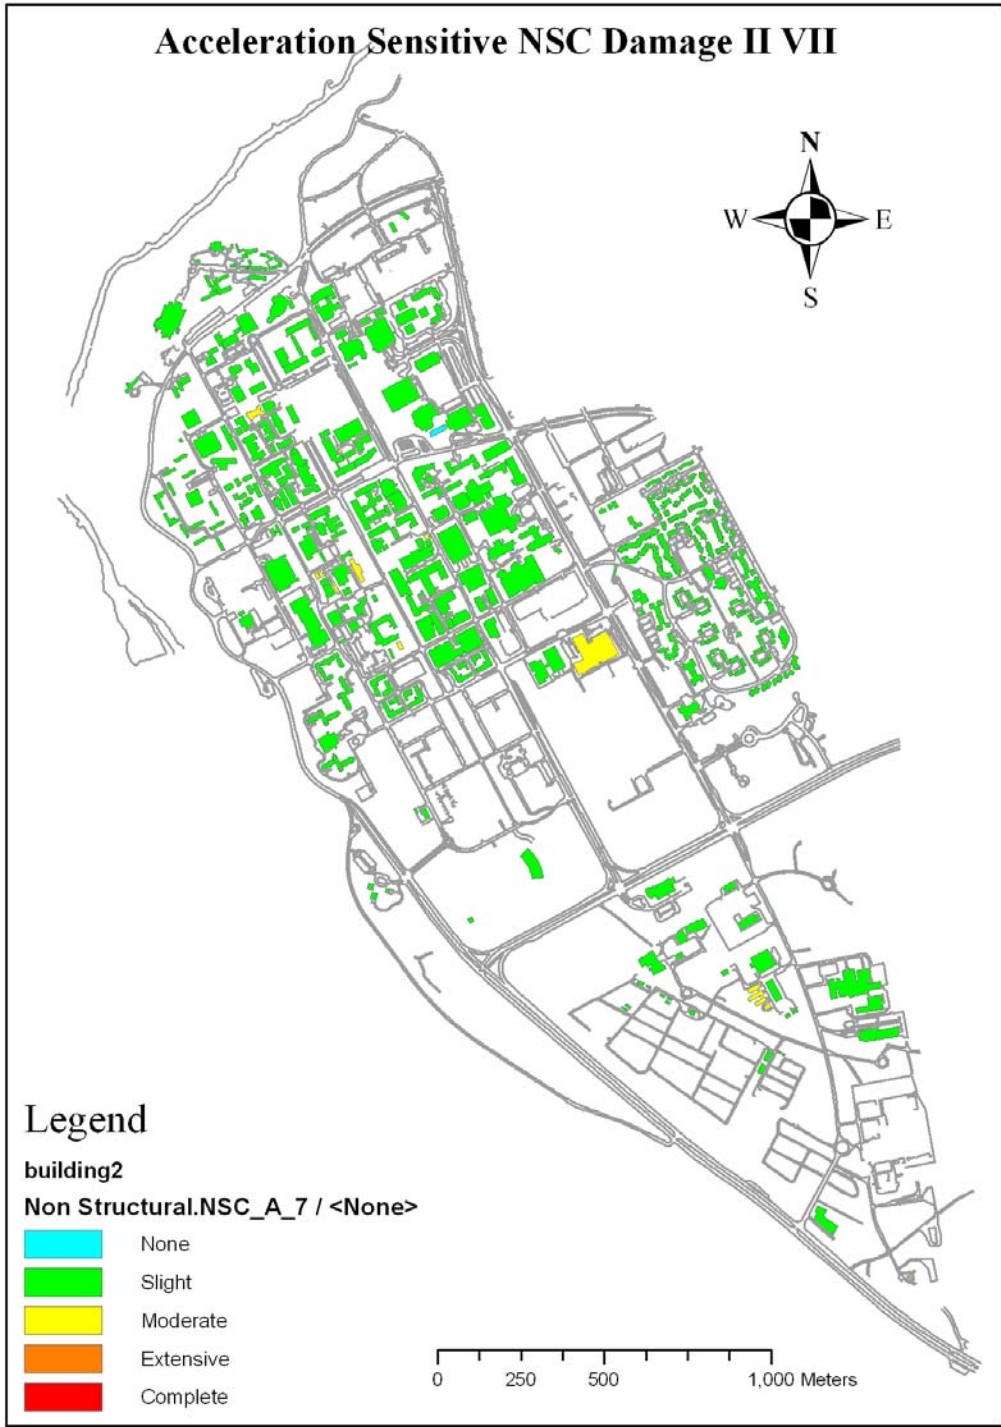 Acceleration Sensitive NSC Damage II VII
N
W E
S
Legend
building2
Non Structural.NSC_A_7 / <None>
None
Slight
Moderate
Extensive
Complete
0 250 500 1,000 Meters